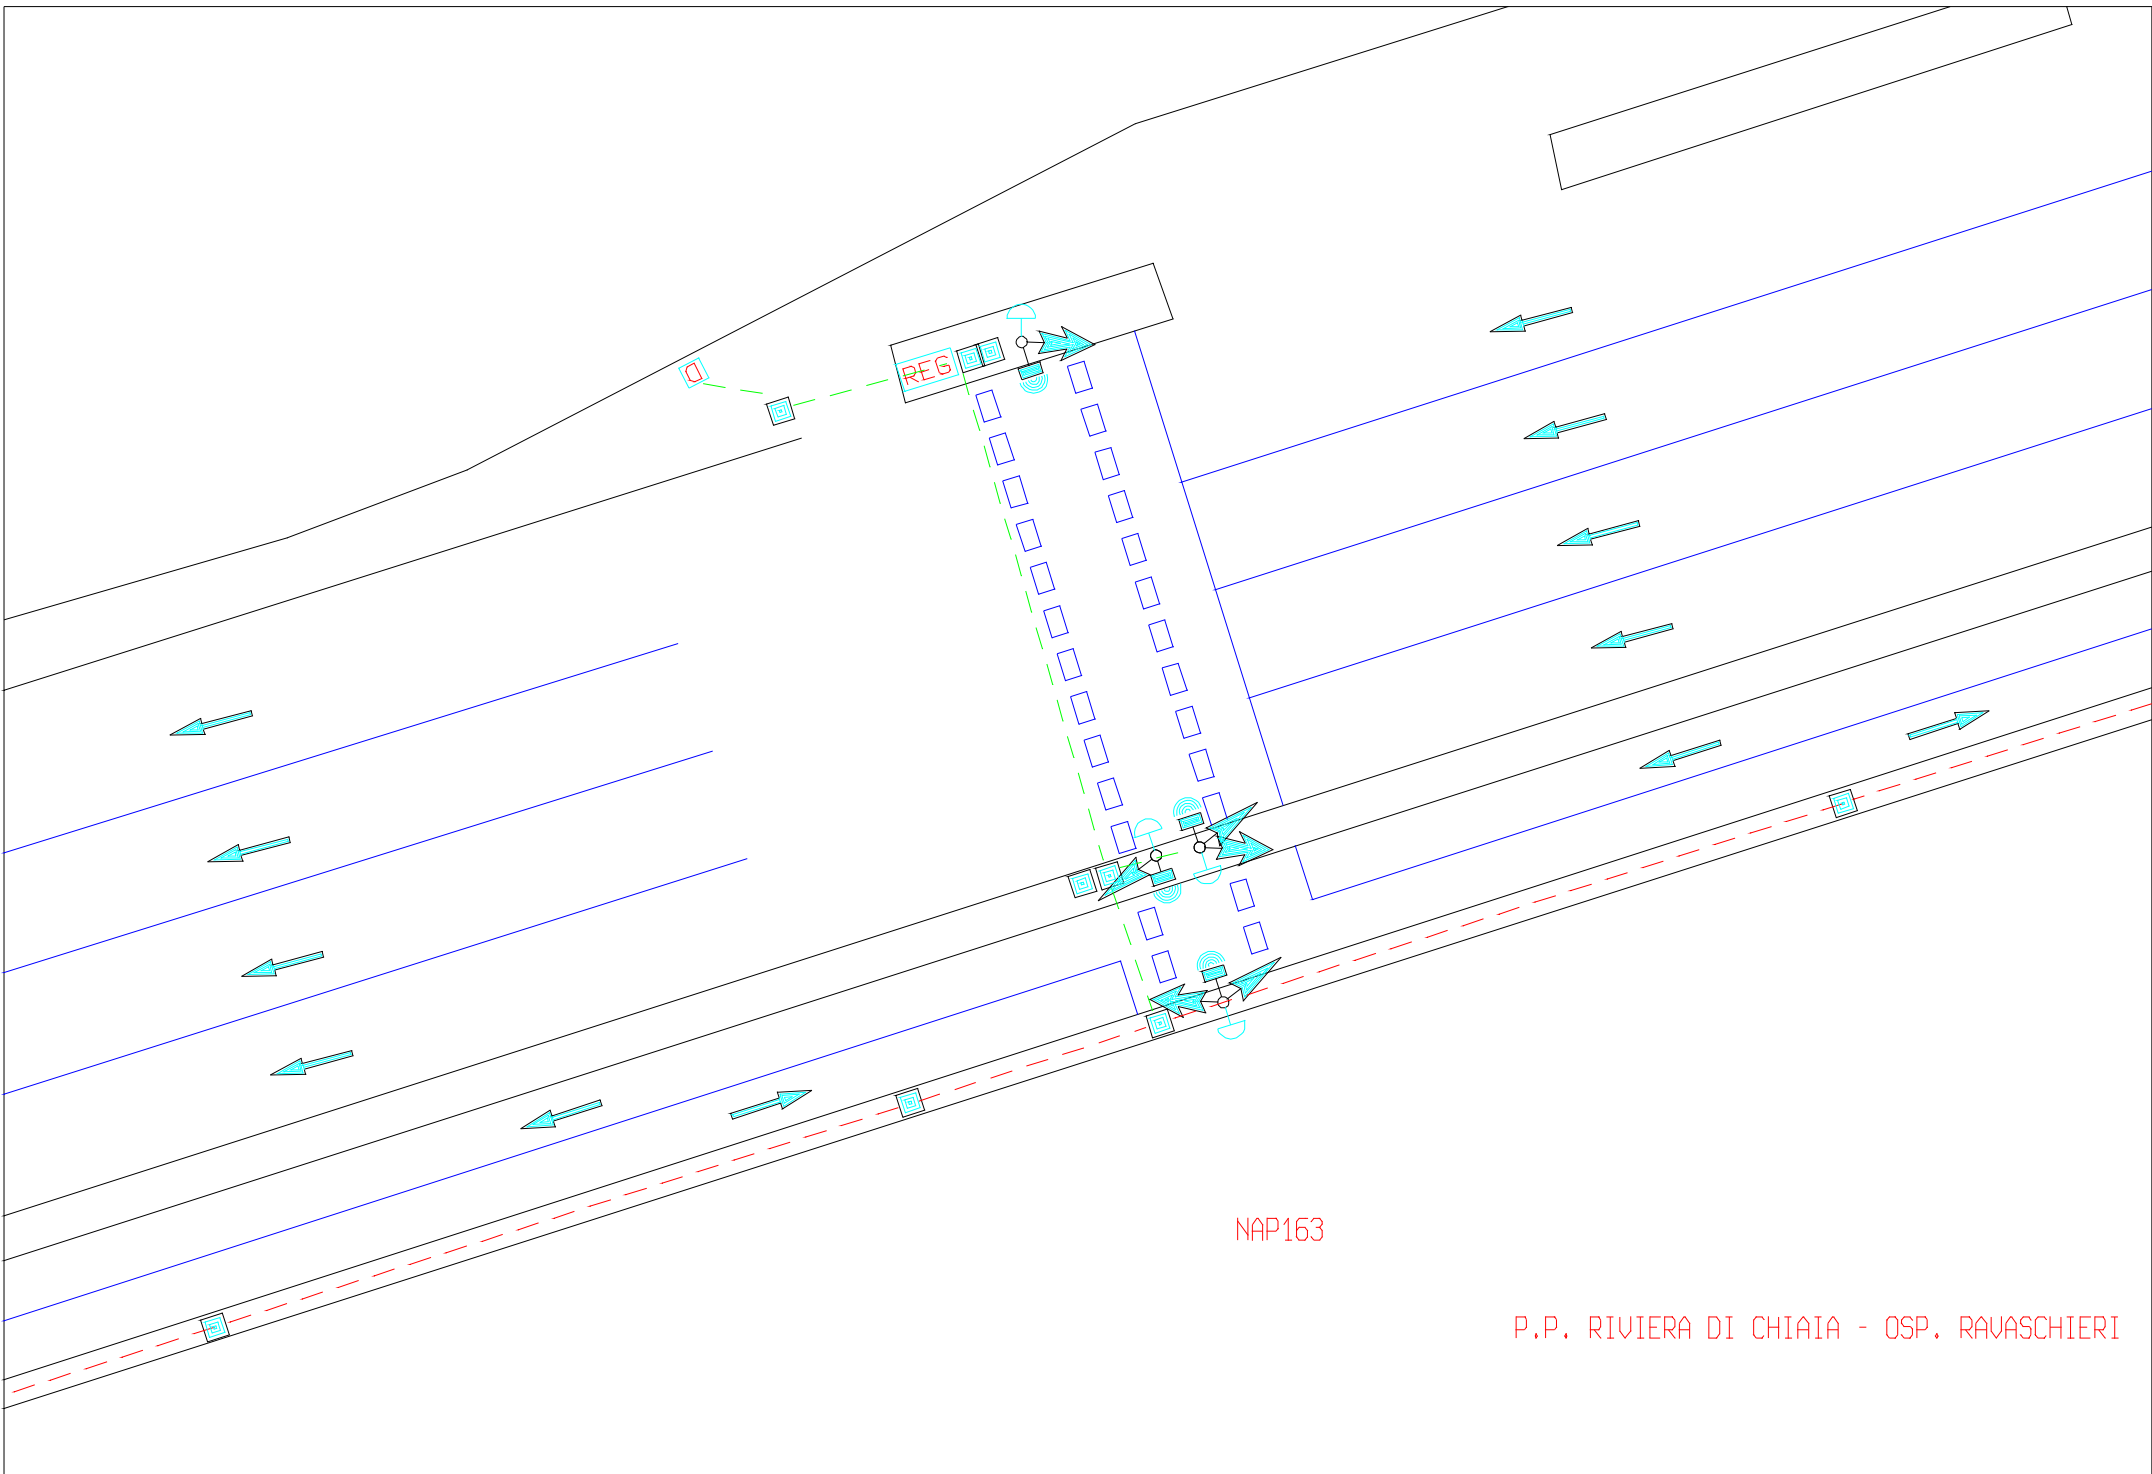 D
REG
NAP163
P.P. RIVIERA DI CHIAIA - OSP. RAVASCHIERI